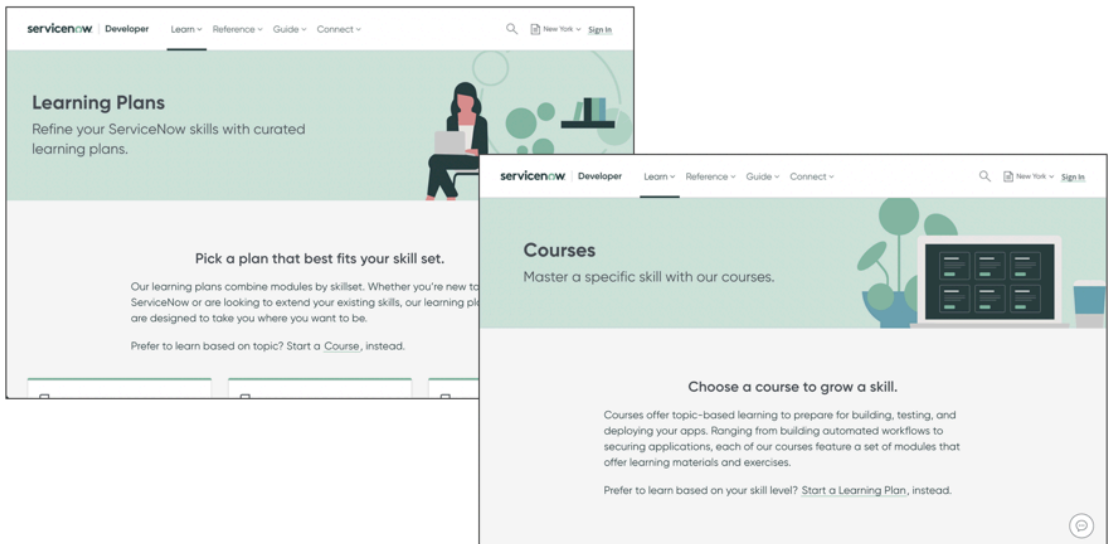 servicenow Developer Learn Reference Guide Connect New York Sign In
Learning Plans
Refine your ServiceNow skills with curated
learning plans.
Pick a plan that best fits your skill set.
Our learning plans combine modules by skillset. Whether you're new to
ServiceNow or are looking to extend your existing skills, our learning
are designed to take you where you want to be.
Prefer to learn based on topic? Start a Course, instead.
servicenow Developer Learn Reference Guide Connect New York Sign In
Courses
Master a specific skill with our courses.
Choose a course to grow a skill.
Courses offer topic-based learning to prepare for building, testing, and
deploying your apps. Ranging from building automated workflows to
securing applications, each of our courses feature a set of modules that
offer learning materials and exercises.
Prefer to learn based on your skill level? Start a Learning Plan, instead.